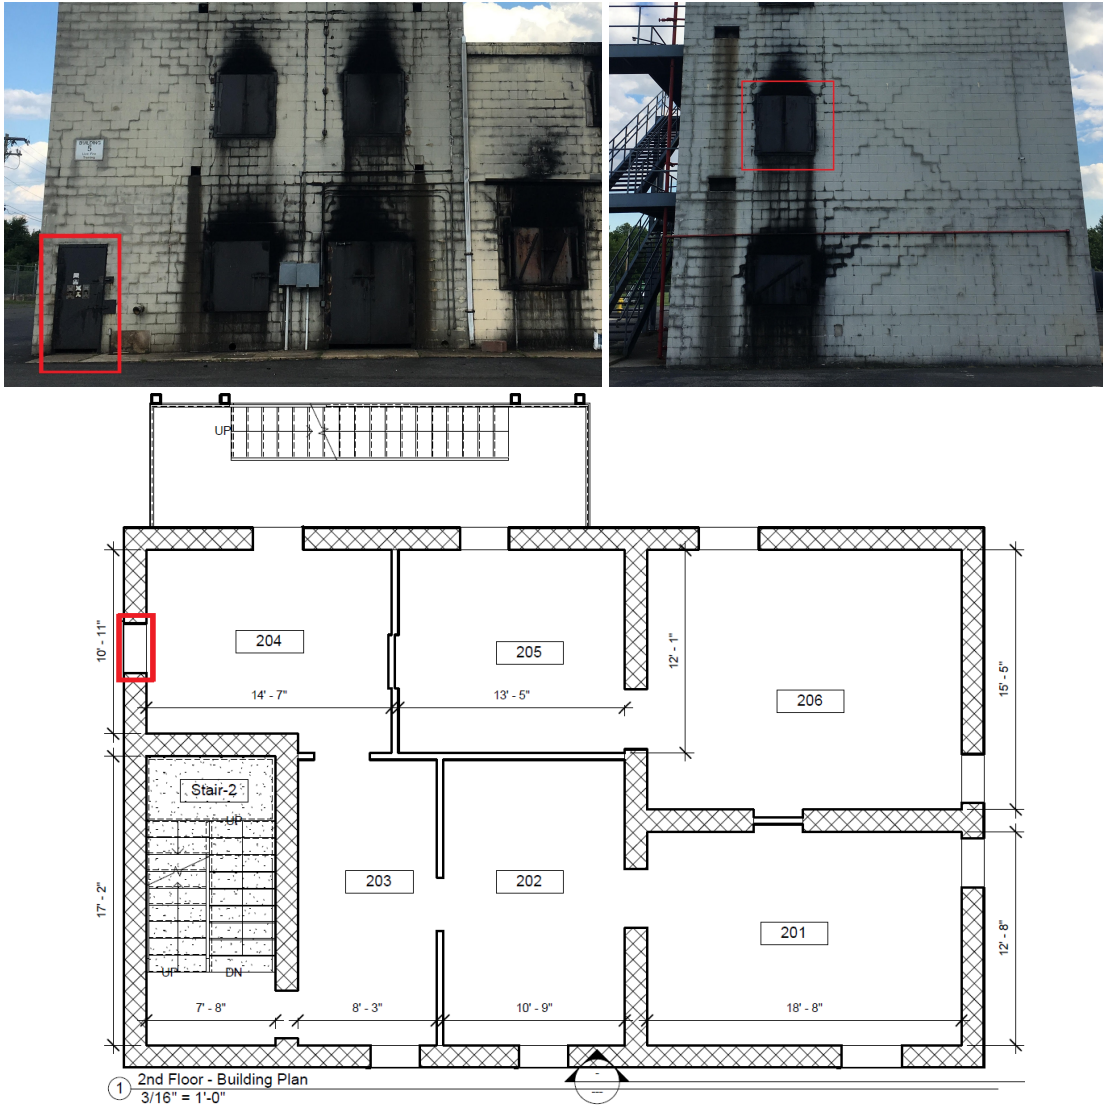 BUILDING
5
UP
10' - 11"
204
205
12' - 1"
15' - 5"
206
14' - 7"
13' - 5"
Stair-2
UP
17' - 2"
203
202
201
12' - 8"
UP
DN
7' - 8"
8' - 3"
10' - 9"
18' - 8"
1
2nd Floor - Building Plan
3/16" = 1'-0"